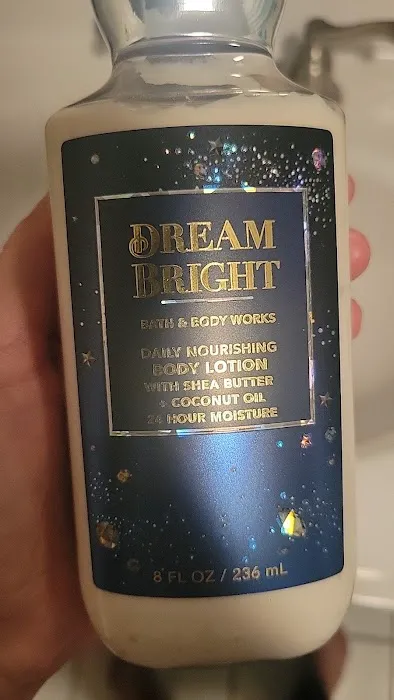 DREAM
BRIGHT
BATH & BODY WORKS
DAILY NOURISHING
BODY LOTION
WITH SHEA BUTTER
+ COCONUT OIL
24 HOUR MOISTURE
8 FL OZ / 236 mL